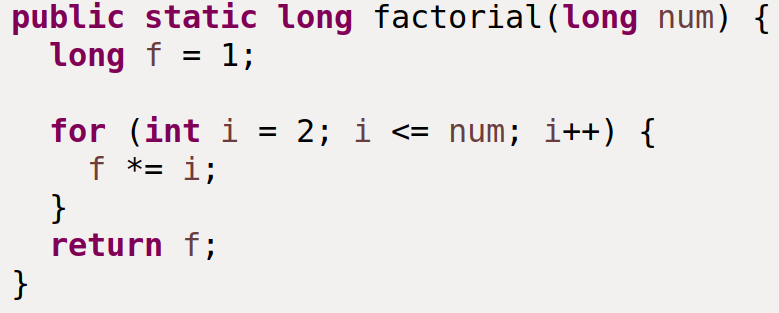 public static long factorial(long num) {
  long f = 1;

  for (int i = 2; i <= num; i++) {
    f *= i;
  }
  return f;
}